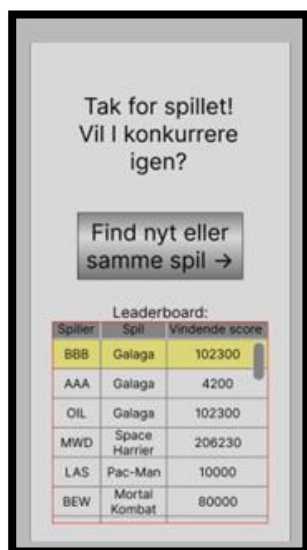 Tak for spillet!
Vil I konkurrere
igen?
Find nyt eller
samme spil →
Leaderboard:
Spiller Spil Vindende score
BBB Galaga 102300
AAA Galaga 4200
OIL Galaga 102300
MWD Space Harrier 206230
LAS Pac-Man 10000
BEW Mortal Kombat 80000